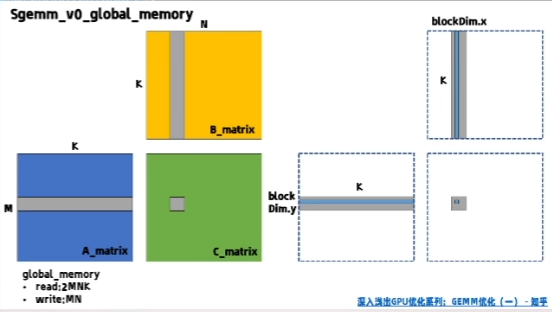 Sgemm_v0_global_memory
N
blockDim.x
K
K
B_matrix
K
K
M
block
Dim.y
A_matrix
C_matrix
global_memory
• read:2MNK
• write:MN
深入浅出GPU优化系列：GEMM优化（一） - 知乎